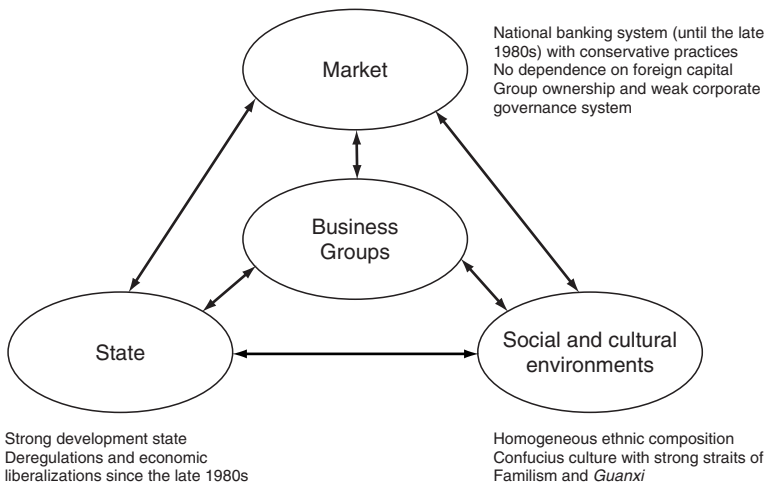 Market
National banking system (until the late
1980s) with conservative practices
No dependence on foreign capital
Group ownership and weak corporate
governance system
Business
Groups
State
Social and cultural
environments
Strong development state
Deregulations and economic
liberalizations since the late 1980s
Homogeneous ethnic composition
Confucius culture with strong straits of
Familism and Guanxi